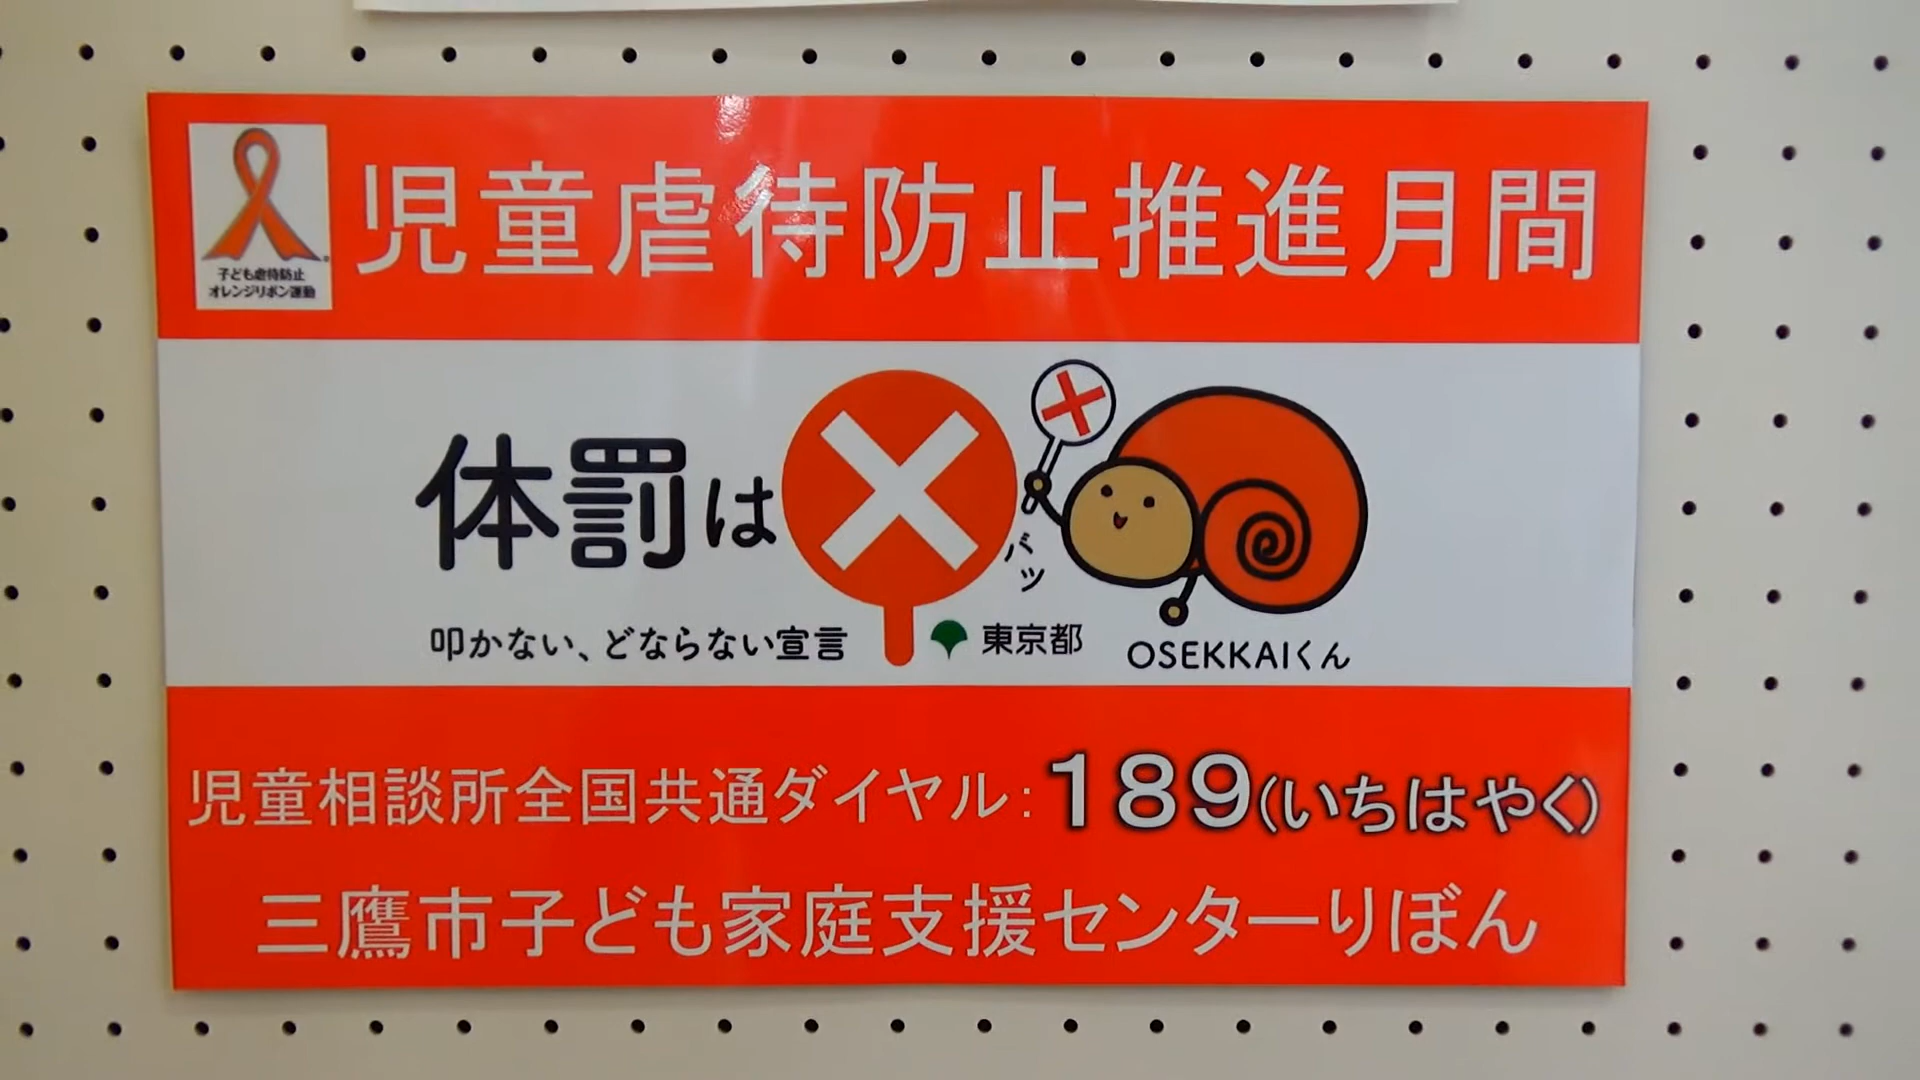 児童虐待防止推進月間
子ども虐待防止
オレンジリボン運動
体罰は
バツ
叩かない、どならない宣言
東京都
OSEKKAIくん
児童相談所全国共通ダイヤル:189(いちはやく)
三鷹市子ども家庭支援センターりぼん